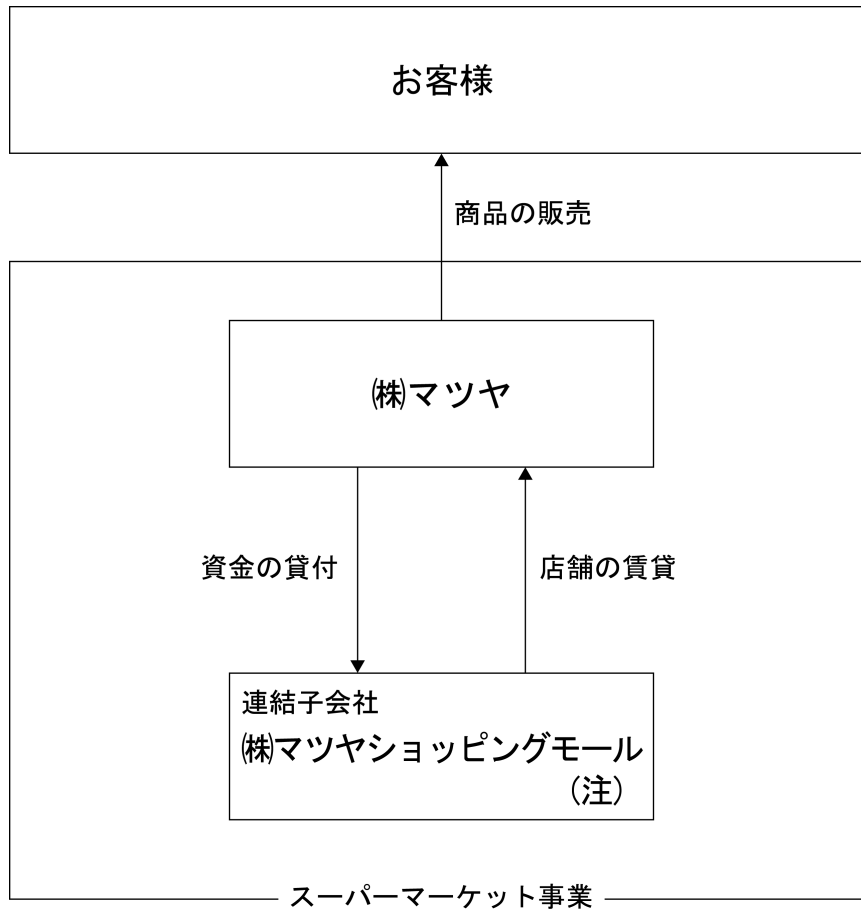 お客様
商品の販売
㈱マツヤ
資金の貸付
店舗の賃貸
連結子会社
㈱マツヤショッピングモール
（注）
スーパーマーケット事業